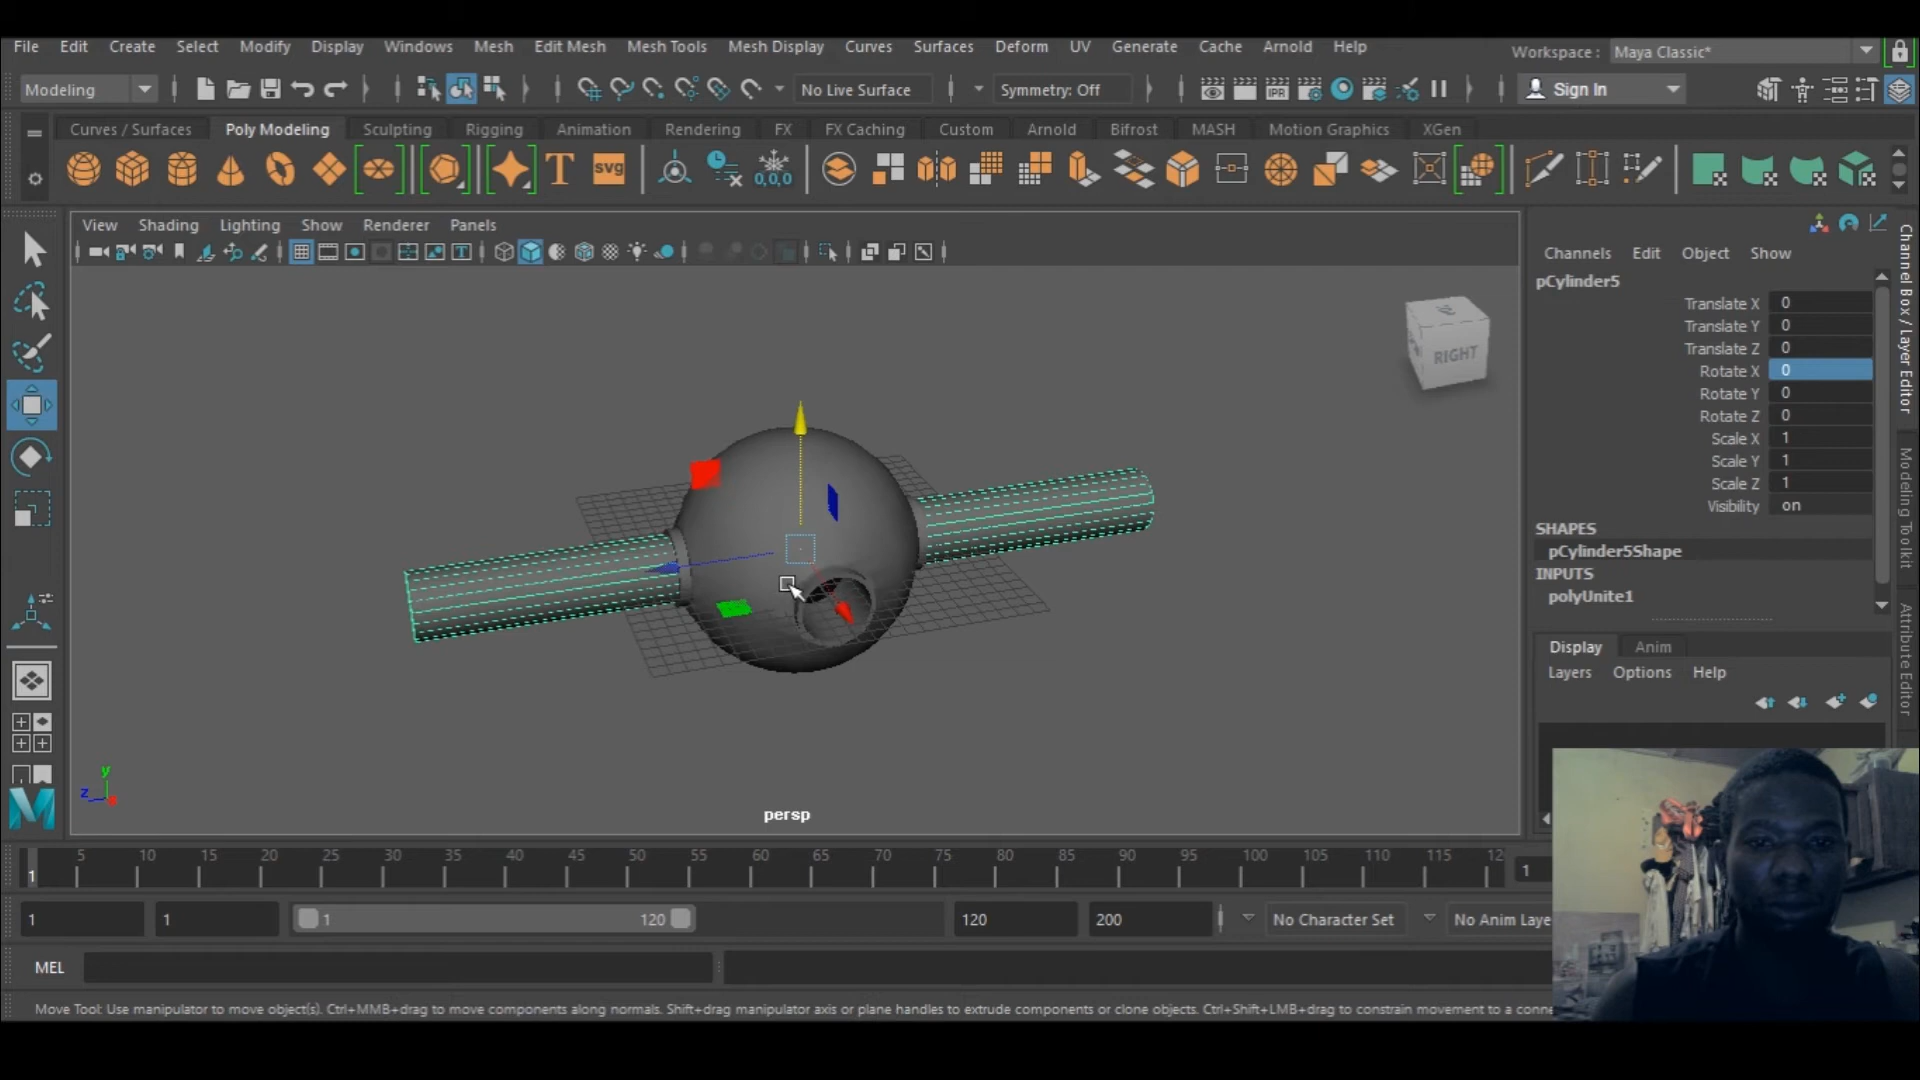 File Edit Create Select Modify Display Windows Mesh Edit Mesh Mesh Tools Mesh Display Curves Surfaces Deform UV Generate Cache Arnold Help Workspace : Maya Classic*
Modeling No Live Surface Symmetry: Off Sign In
Curves / Surfaces Poly Modeling Sculpting Rigging Animation Rendering FX FX Caching Custom Arnold Bifrost MASH Motion Graphics XGen
T svg 0,0,0
View Shading Lighting Show Renderer Panels
IPR
T
Channels Edit Object Show
pCylinder5
Translate X 0
Translate Y 0
Translate Z 0
Rotate X 0
Rotate Y 0
Rotate Z 0
Scale X 1
Scale Y 1
Scale Z 1
Visibility on
SHAPES
pCylinder5Shape
INPUTS
polyUnite1
Display Anim
Layers Options Help
Channel Box / Layer Editor
Modeling Toolkit
Attribute Editor
RIGHT
y
z
persp
5 10 15 20 25 30 35 40 45 50 55 60 65 70 75 80 85 90 95 100 105 110 115 12
1 1
1 1 1 120 120 200 No Character Set No Anim Laye
MEL
Move Tool: Use manipulator to move object(s). Ctrl+MMB+drag to move components along normals. Shift+drag manipulator axis or plane handles to extrude components or clone objects. Ctrl+Shift+LMB+drag to constrain movement to a conne